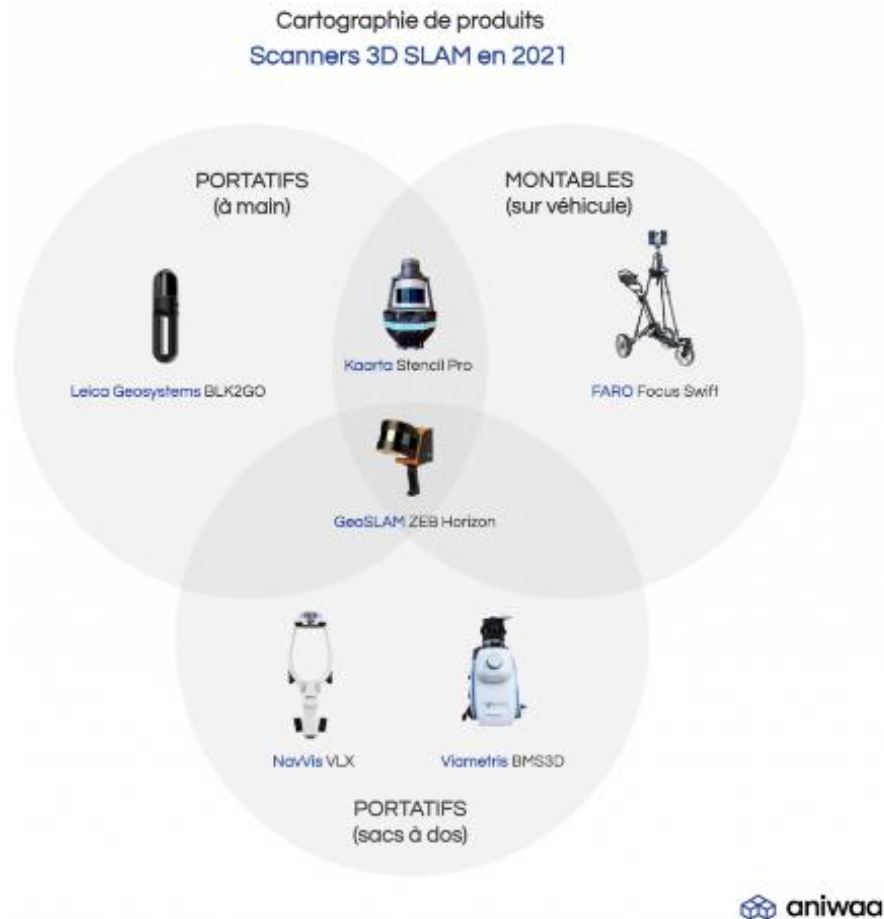 Cartographie de produits
Scanners 3D SLAM en 2021
PORTATIFS
(à main)
MONTABLES
(sur véhicule)
Kaarta Stencil Pro
Leica Geosystems BLK2GO
FARO Focus Swift
GeoSLAM ZEB Horizon
NavVis VLX
Viametris BMS3D
PORTATIFS
(sacs à dos)
aniwaa